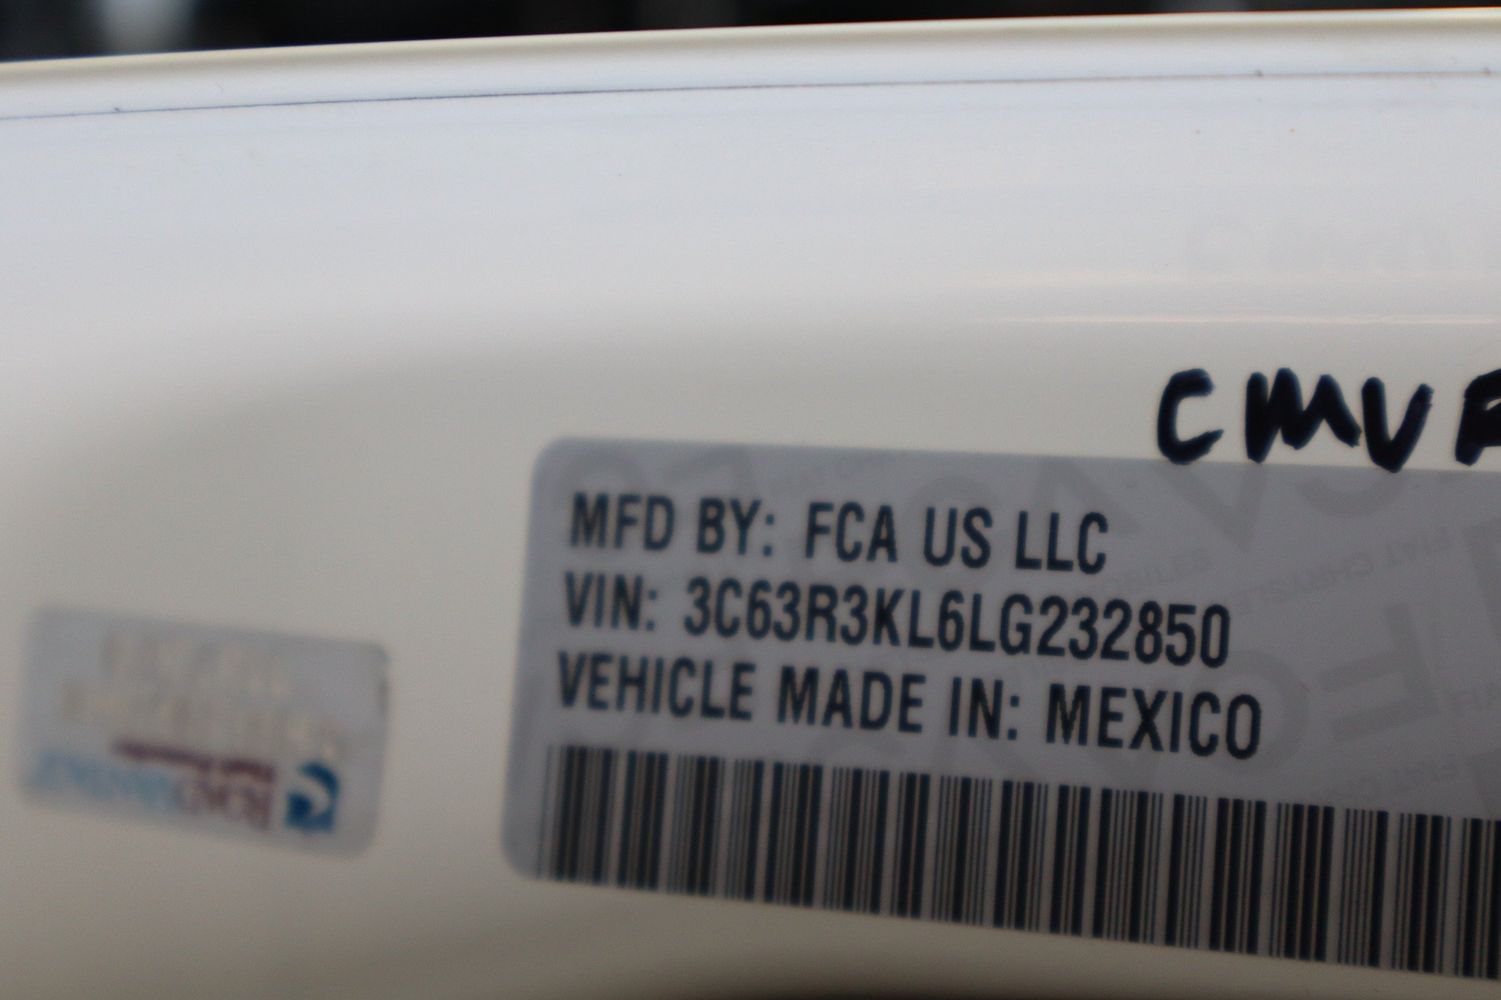 CMVR
MFD BY: FCA US LLC
VIN: 3C63R3KL6LG232850
VEHICLE MADE IN: MEXICO